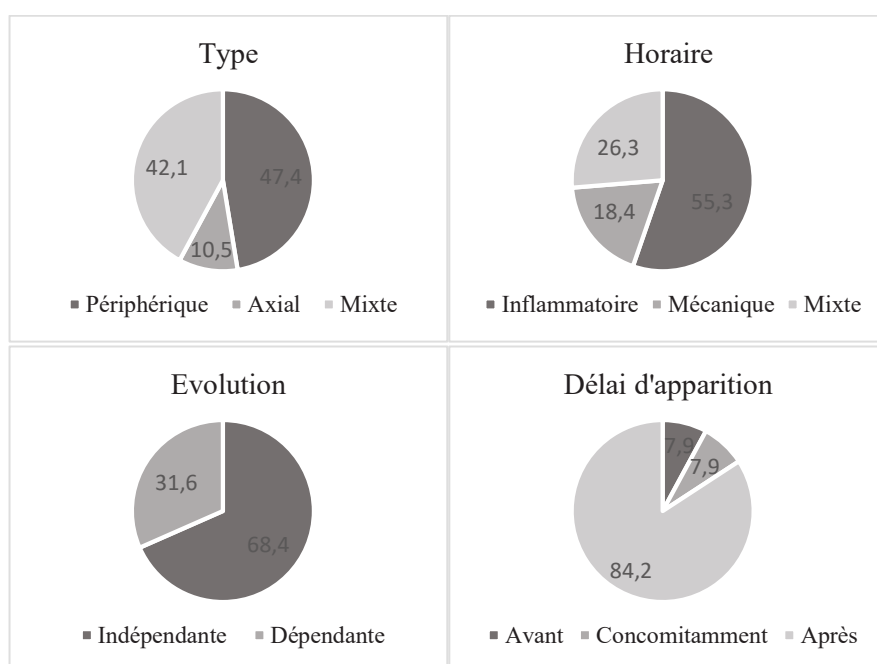 Type
42,1
47,4
10,5
Périphérique Axial Mixte
Horaire
26,3
55,3
18,4
Inflammatoire Mécanique Mixte
Evolution
31,6
68,4
Indépendante Dépendante
Délai d'apparition
7,9
7,9
84,2
Avant Concomitamment Après